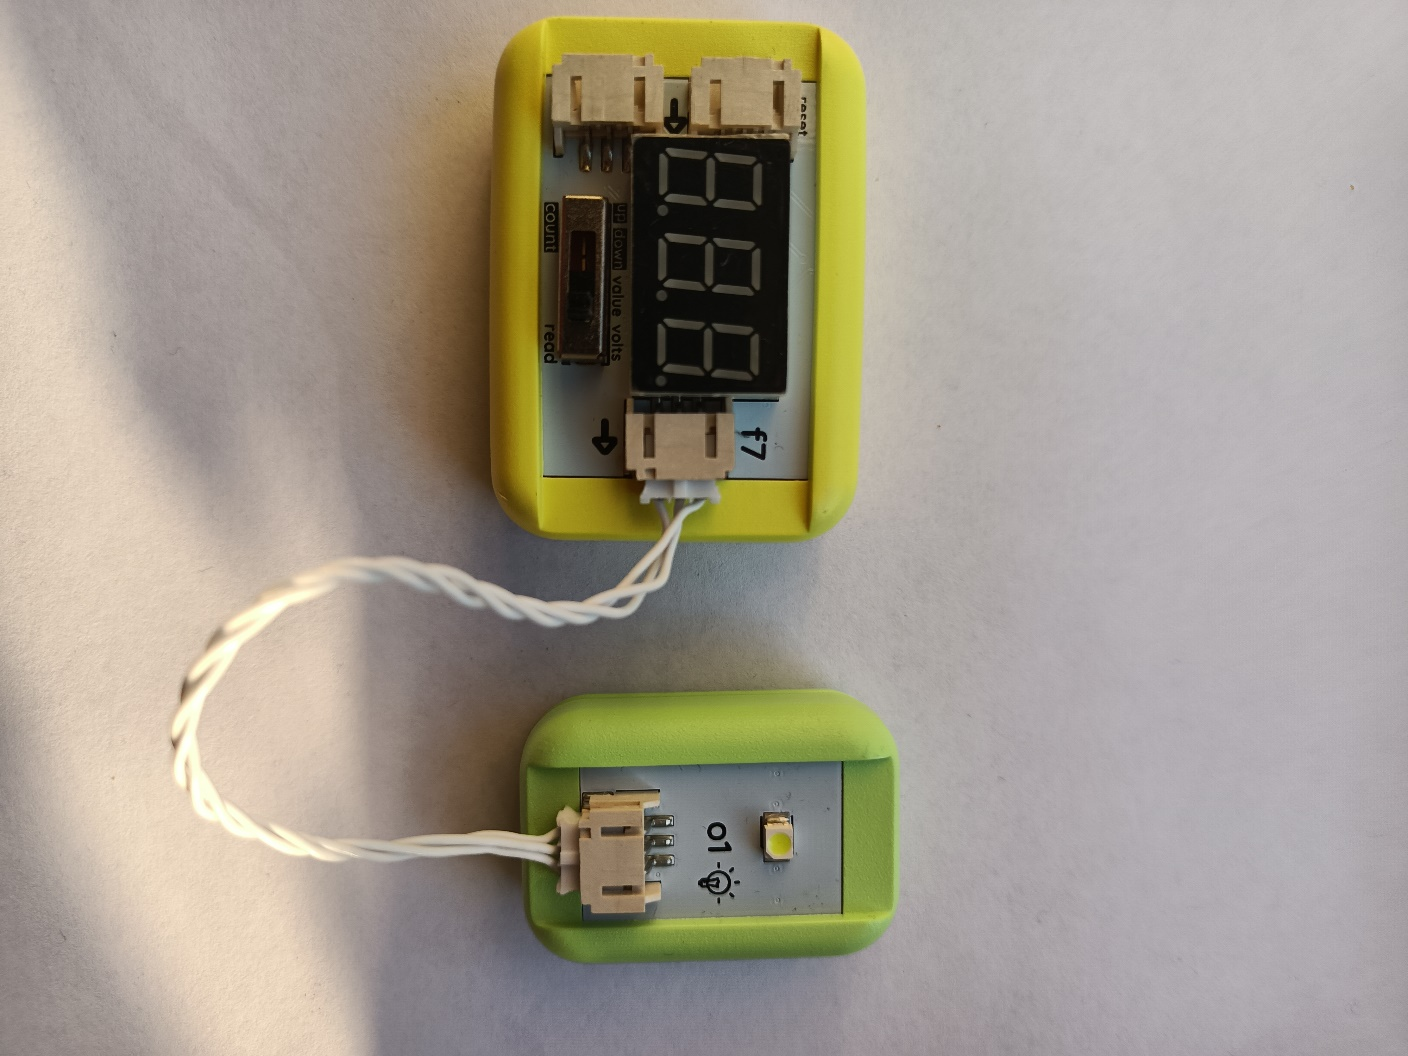 reset
up down value volts
count read
f7
o1